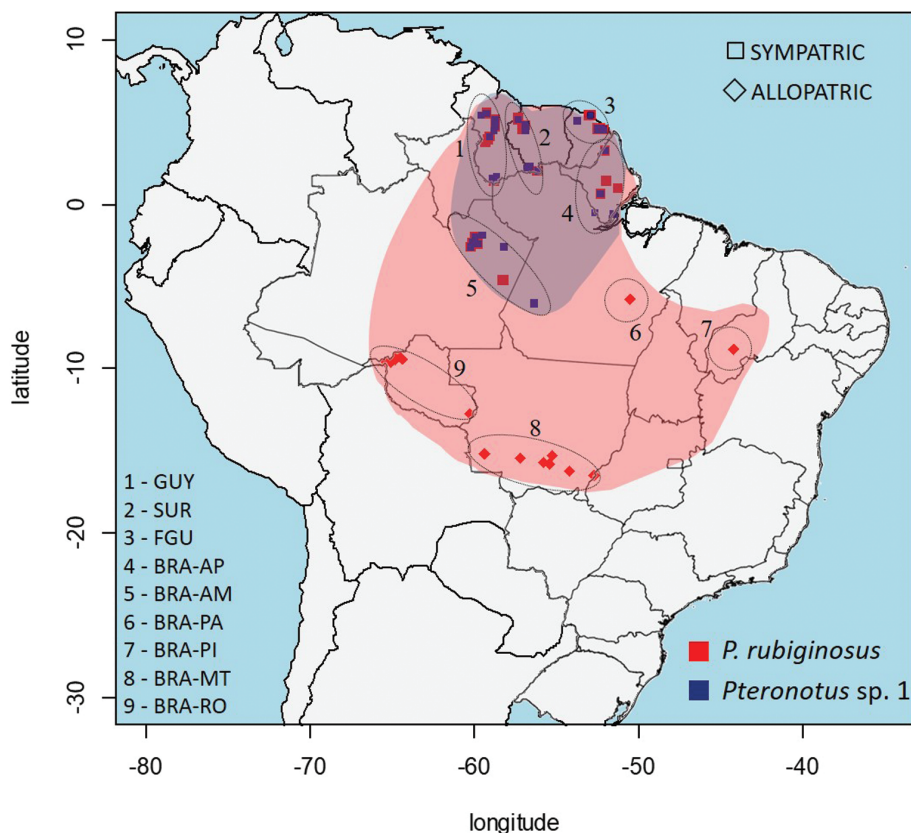 SYMPATRIC
ALLOPATRIC
10
0
-10
-20
-30
latitude
1
2
3
4
5
6
7
8
9
1 - GUY
2 - SUR
3 - FGU
4 - BRA-AP
5 - BRA-AM
6 - BRA-PA
7 - BRA-PI
8 - BRA-MT
9 - BRA-RO
P. rubiginosus
Pteronotus sp. 1
-80 -70 -60 -50 -40
longitude